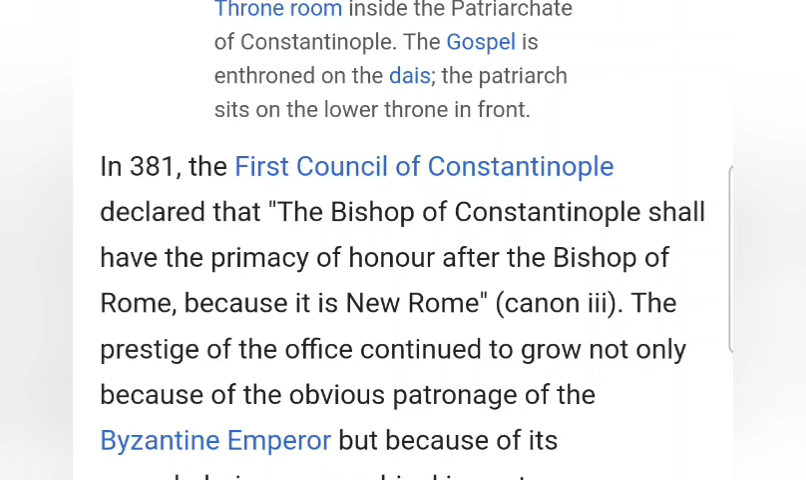 Throne room inside the Patriarchate
of Constantinople. The Gospel is
enthroned on the dais; the patriarch
sits on the lower throne in front.
In 381, the First Council of Constantinople
declared that "The Bishop of Constantinople shall
have the primacy of honour after the Bishop of
Rome, because it is New Rome" (canon iii). The
prestige of the office continued to grow not only
because of the obvious patronage of the
Byzantine Emperor but because of its